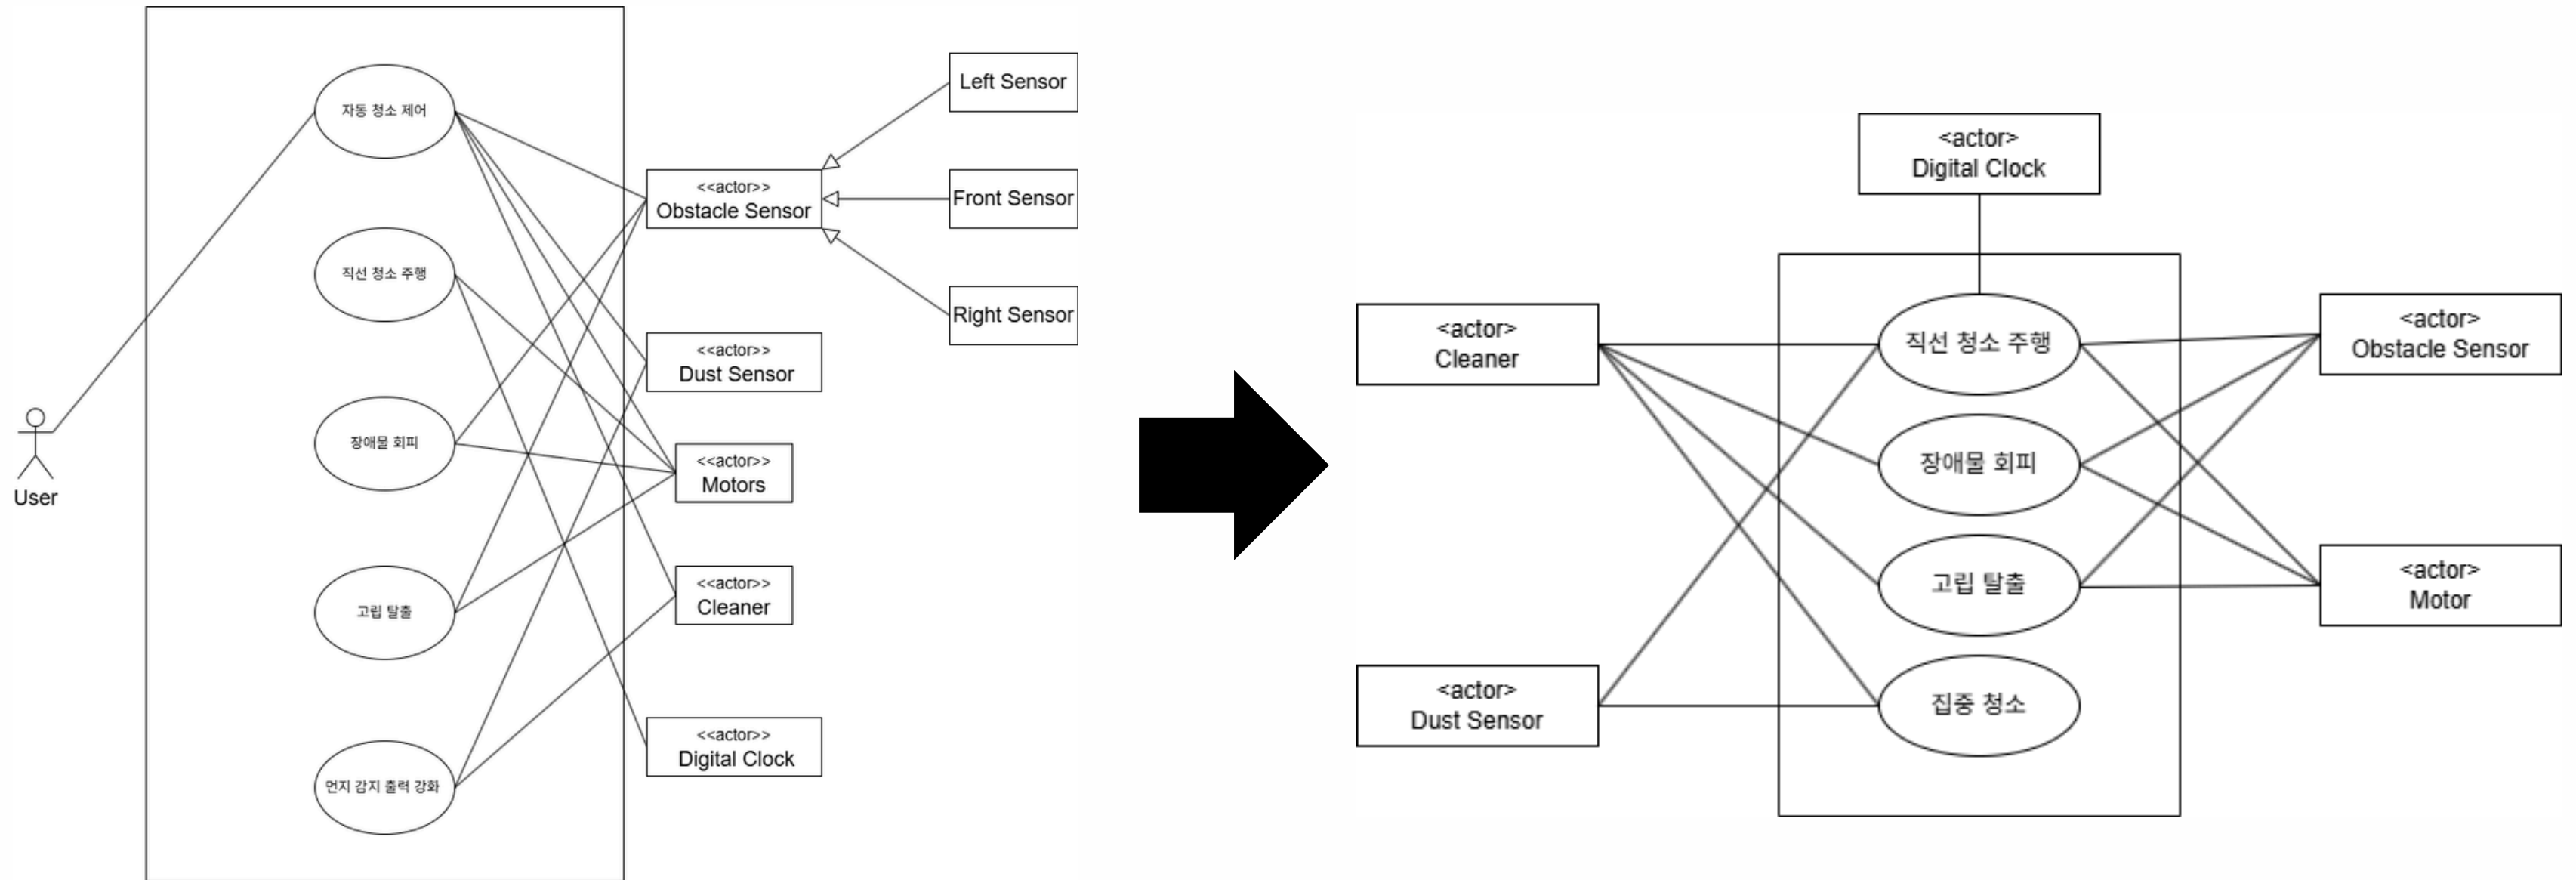 자동 청소 제어
직선 청소 주행
장애물 회피
고립 탈출
먼지 감지 출력 강화
User
<<actor>>
Obstacle Sensor
<<actor>>
Dust Sensor
<<actor>>
Motors
<<actor>>
Cleaner
<<actor>>
Digital Clock
Left Sensor
Front Sensor
Right Sensor
<actor>
Digital Clock
<actor>
Cleaner
<actor>
Dust Sensor
직선 청소 주행
장애물 회피
고립 탈출
집중 청소
<actor>
Obstacle Sensor
<actor>
Motor